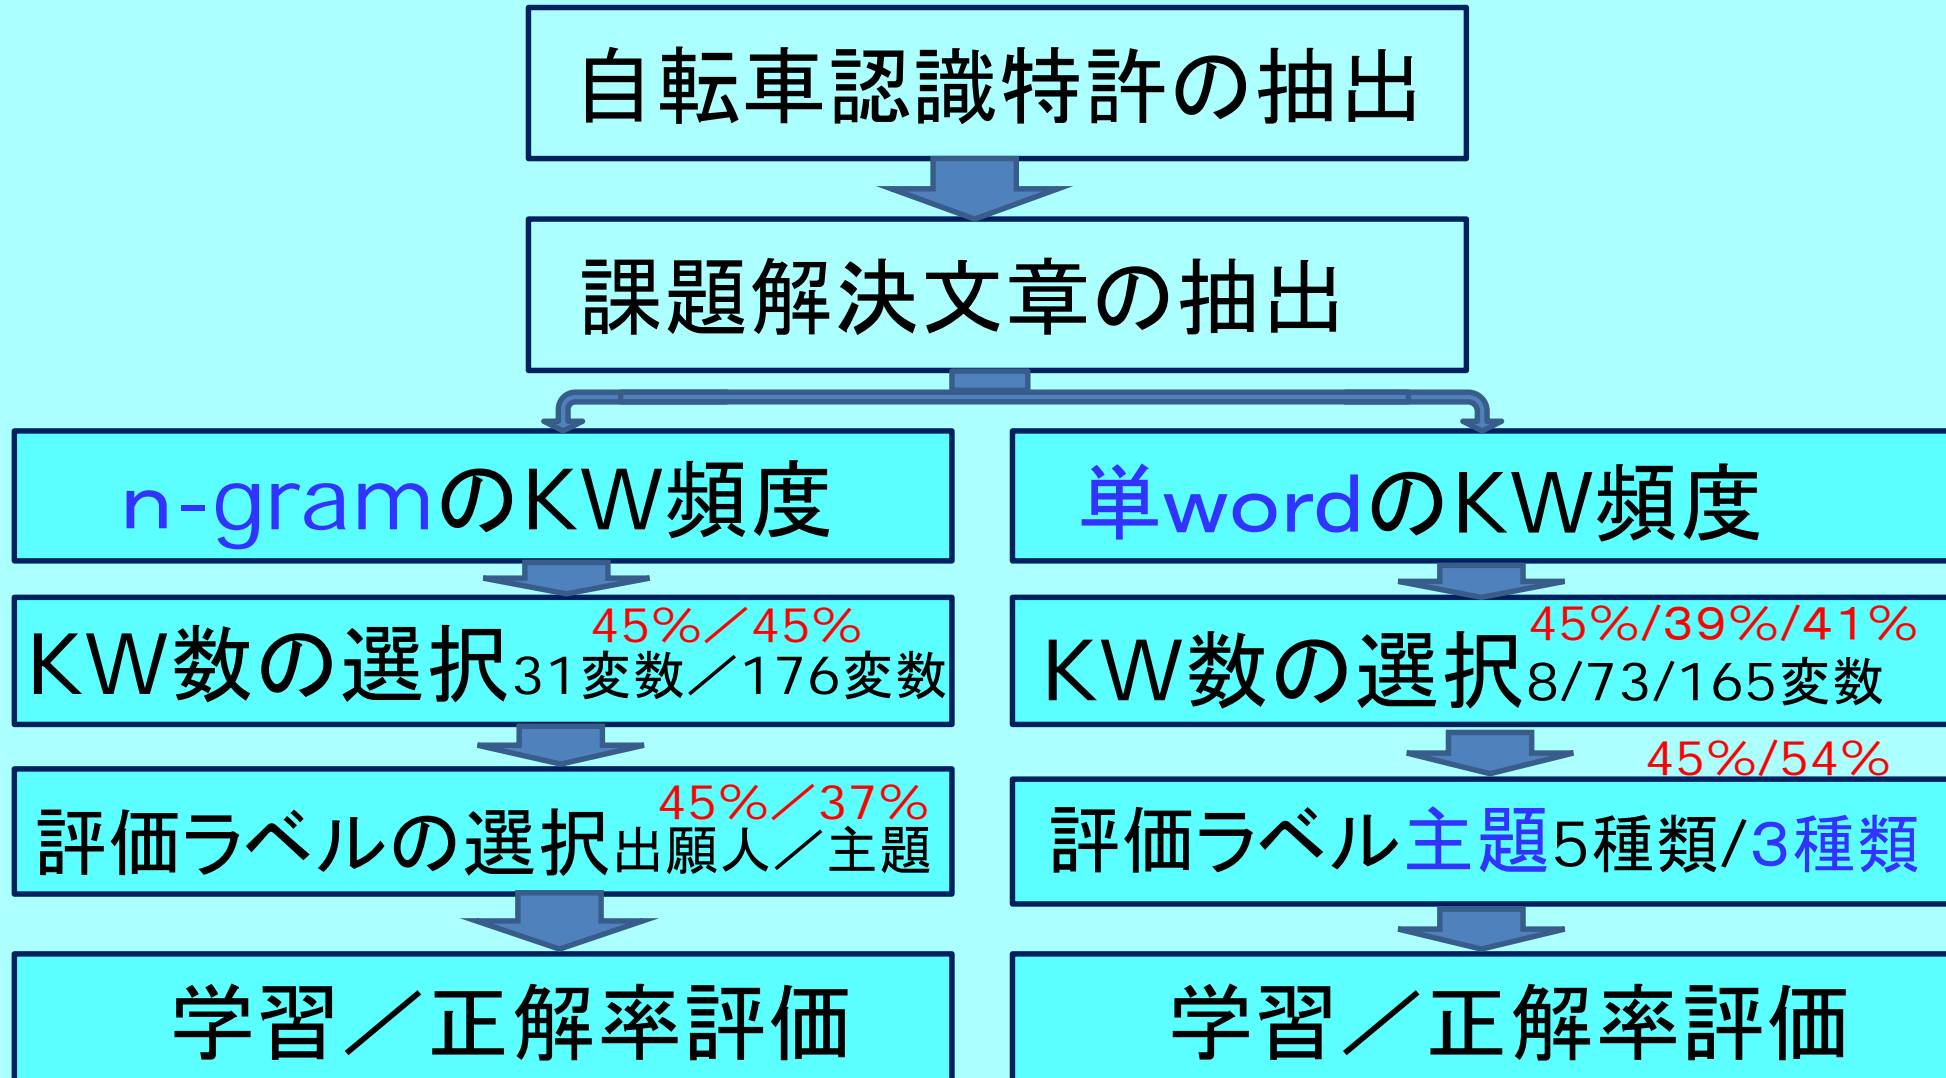 自転車認識特許の抽出
課題解決文章の抽出
n-gramのKW頻度
45%／45%
KW数の選択31変数／176変数
45%／37%
評価ラベルの選択出願人／主題
学習／正解率評価
単wordのKW頻度
45%/39%/41%
KW数の選択8/73/165変数
45%/54%
評価ラベル主題5種類/3種類
学習／正解率評価